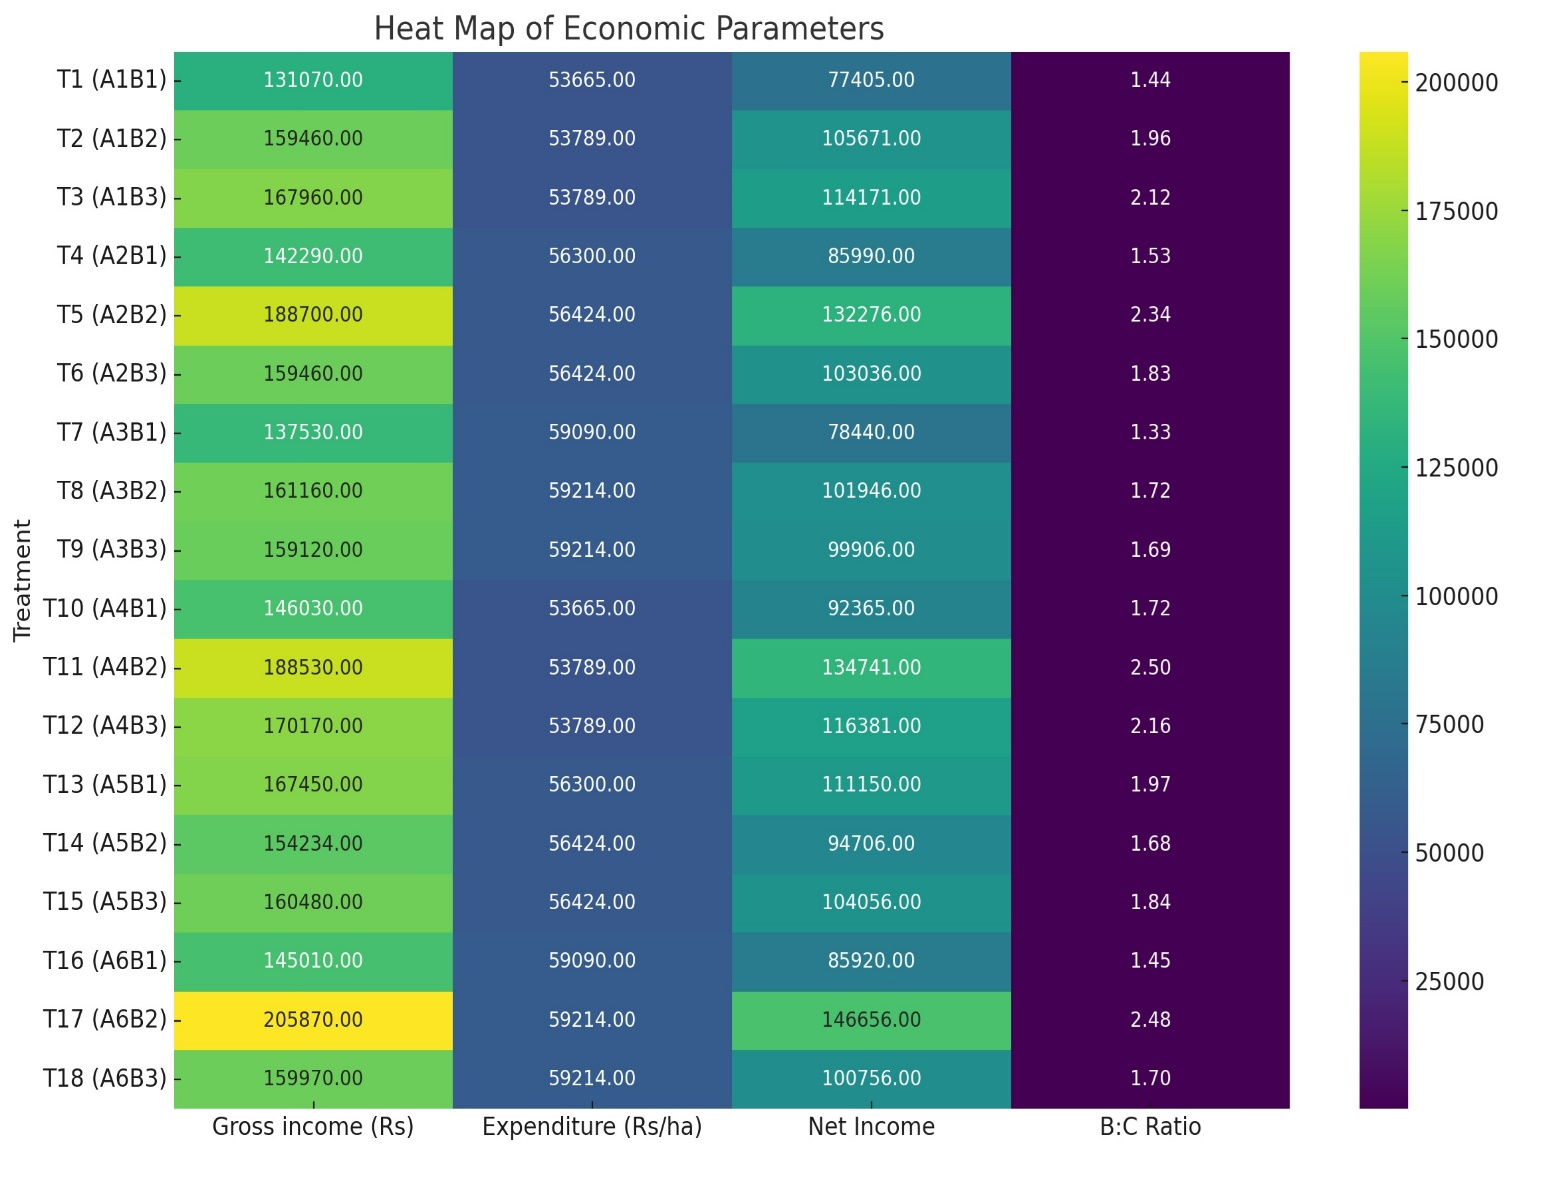 Heat Map of Economic Parameters
T1 (A1B1) 131070.00 53665.00 77405.00 1.44
T2 (A1B2) 159460.00 53789.00 105671.00 1.96
T3 (A1B3) 167960.00 53789.00 114171.00 2.12
T4 (A2B1) 142290.00 56300.00 85990.00 1.53
T5 (A2B2) 188700.00 56424.00 132276.00 2.34
T6 (A2B3) 159460.00 56424.00 103036.00 1.83
T7 (A3B1) 137530.00 59090.00 78440.00 1.33
T8 (A3B2) 161160.00 59214.00 101946.00 1.72
T9 (A3B3) 159120.00 59214.00 99906.00 1.69
T10 (A4B1) 146030.00 53665.00 92365.00 1.72
T11 (A4B2) 188530.00 53789.00 134741.00 2.50
T12 (A4B3) 170170.00 53789.00 116381.00 2.16
T13 (A5B1) 167450.00 56300.00 111150.00 1.97
T14 (A5B2) 154234.00 56424.00 94706.00 1.68
T15 (A5B3) 160480.00 56424.00 104056.00 1.84
T16 (A6B1) 145010.00 59090.00 85920.00 1.45
T17 (A6B2) 205870.00 59214.00 146656.00 2.48
T18 (A6B3) 159970.00 59214.00 100756.00 1.70
Gross income (Rs) Expenditure (Rs/ha) Net Income B:C Ratio
Treatment
200000
175000
150000
125000
100000
75000
50000
25000